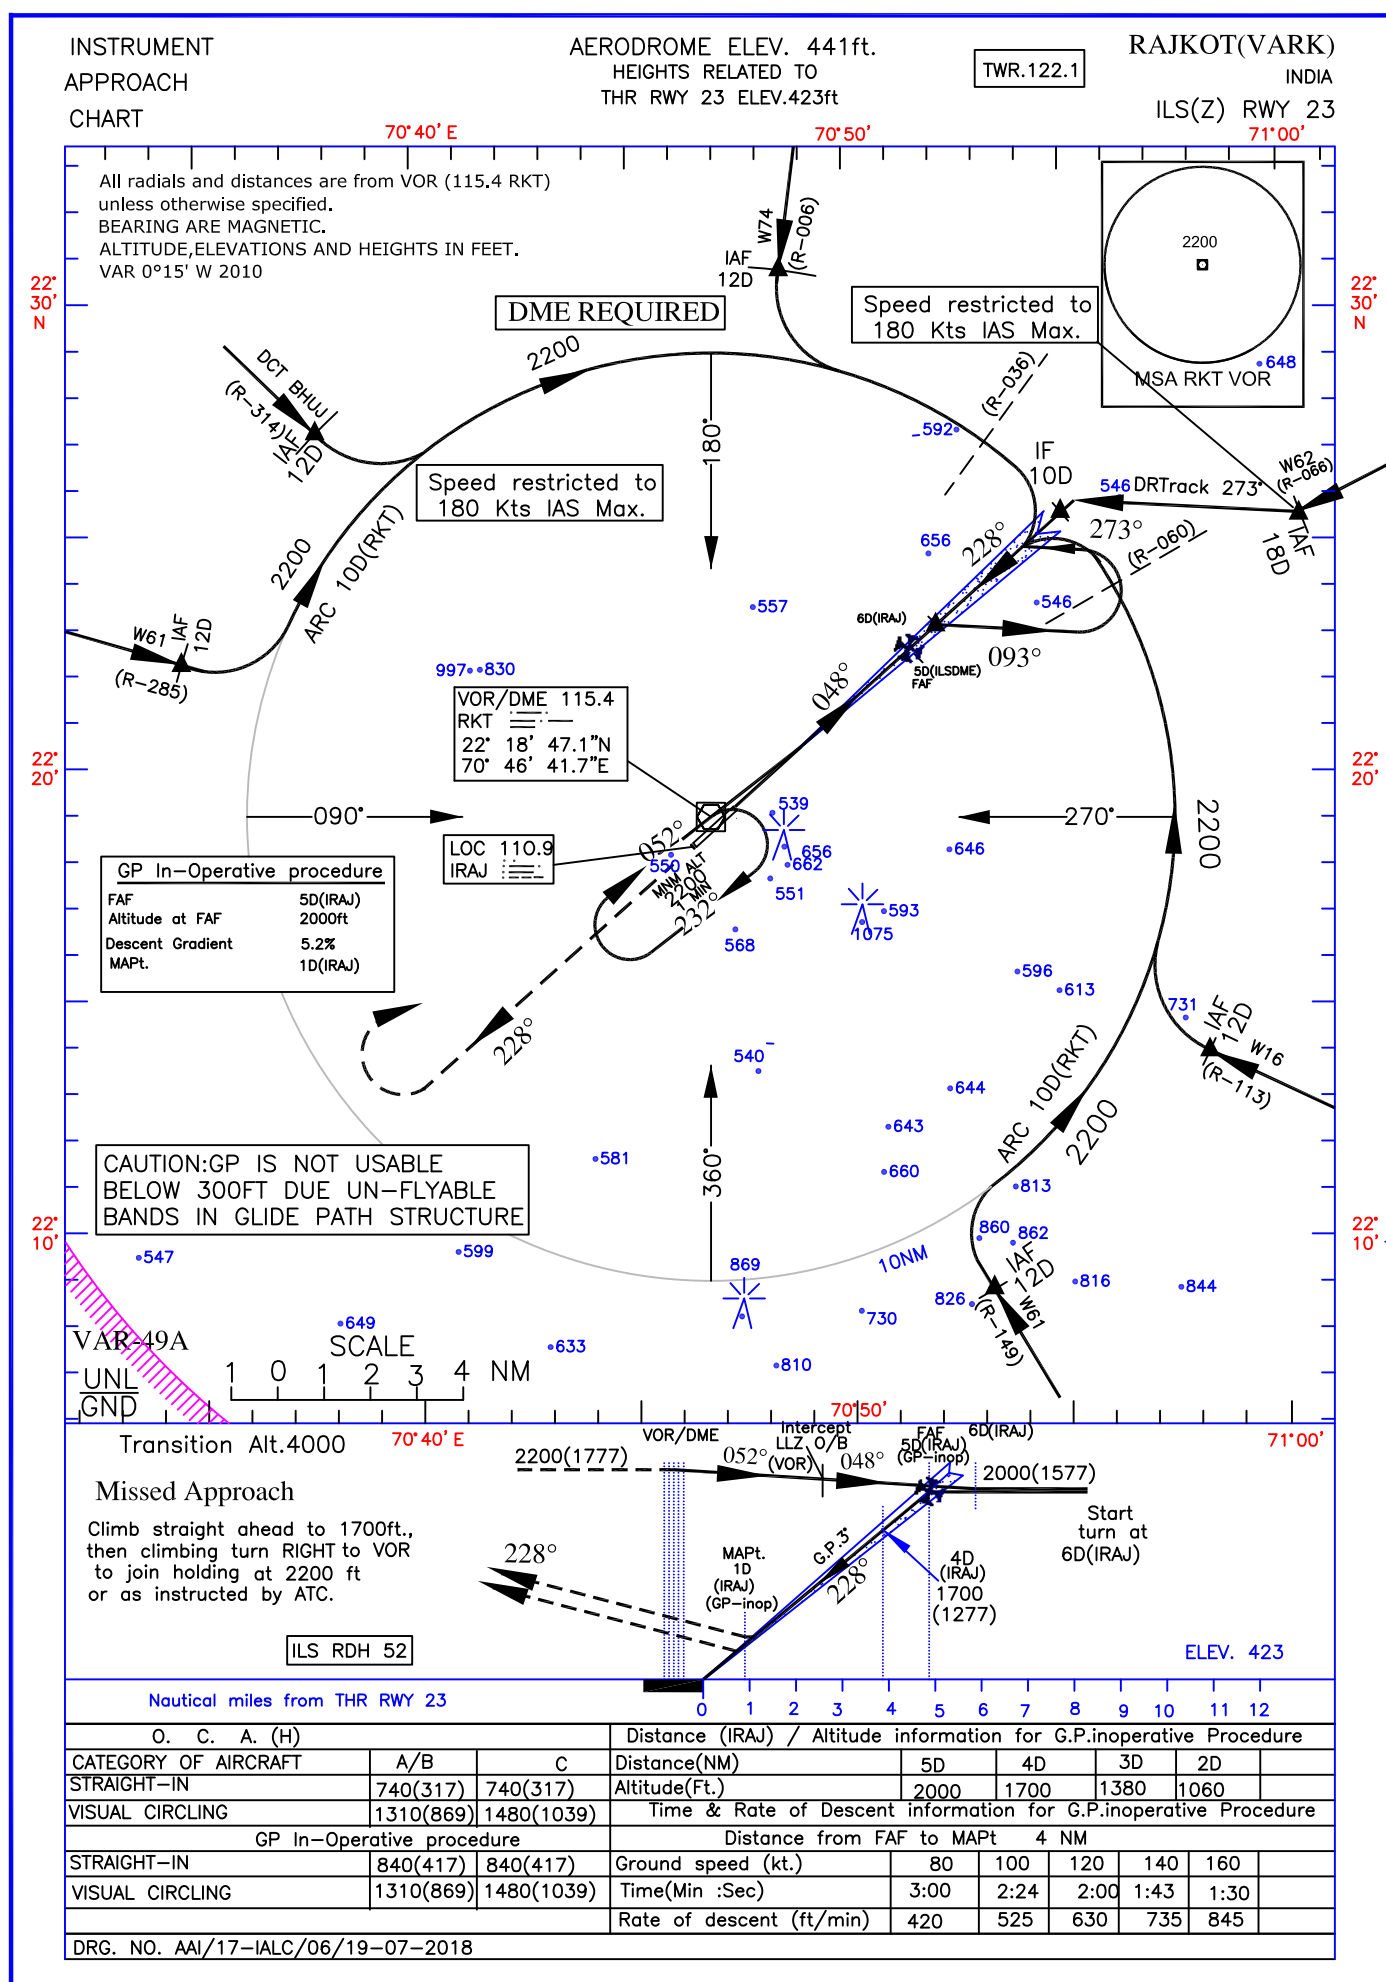 INSTRUMENT
APPROACH
CHART
AERODROME ELEV. 441ft.
HEIGHTS RELATED TO
THR RWY 23 ELEV.423ft
TWR.122.1
RAJKOT(VARK)
INDIA
ILS(Z) RWY 23
70°40' E
70°50'
71°00'
All radials and distances are from VOR (115.4 RKT)
unless otherwise specified.
BEARING ARE MAGNETIC.
ALTITUDE,ELEVATIONS AND HEIGHTS IN FEET.
VAR 0°15' W 2010
22°
30'
N
22°
30'
N
W74
(R-006)
IAF
12D
2200
648
MSA RKT VOR
DME REQUIRED
Speed restricted to
180 Kts IAS Max.
2200
DCT BHUJ
(R-314)
IAF
12D
180°
592
(R-036)
IF
10D
W62
(R-066)
546
DRTrack 273°
IAF
18D
Speed restricted to
180 Kts IAS Max.
273°
(R-060)
228°
656
2200
ARC 10D(RKT)
557
546
6D(IRAJ)
093°
5D(ILSDME)
FAF
W61
IAF
12D
(R-285)
997
830
048°
VOR/DME 115.4
RKT
22° 18' 47.1"N
70° 46' 41.7"E
22°
20'
22°
20'
539
090°
270°
2200
052°
LOC 110.9
IRAJ
550
656
662
646
551
MNM ALT
2200
1 MIN
232°
GP In-Operative procedure
FAF 5D(IRAJ)
Altitude at FAF 2000ft
Descent Gradient 5.2%
MAPt. 1D(IRAJ)
593
1075
568
596
613
731
IAF
12D
W16
(R-113)
228°
540
644
ARC 10D(RKT)
2200
643
581
660
360°
813
CAUTION:GP IS NOT USABLE
BELOW 300FT DUE UN-FLYABLE
BANDS IN GLIDE PATH STRUCTURE
22°
10'
22°
10'
547
599
860
862
10NM
869
IAF
12D
816
844
826
730
W61
(R-149)
649
633
810
VAR-49A
UNL
GND
SCALE
1 0 1 2 3 4 NM
70°40' E
70°50'
71°00'
Transition Alt.4000
Missed Approach
Climb straight ahead to 1700ft.,
then climbing turn RIGHT to VOR
to join holding at 2200 ft
or as instructed by ATC.
ILS RDH 52
2200(1777)
VOR/DME
052°
Intercept
LLZ O/B
(VOR)
048°
FAF
5D(IRAJ)
(GP-inop)
6D(IRAJ)
2000(1577)
Start
turn at
6D(IRAJ)
228°
MAPt.
1D
(IRAJ)
(GP-inop)
G.P.3°
228°
4D
(IRAJ)
1700
(1277)
ELEV. 423
Nautical miles from THR RWY 23
0 1 2 3 4 5 6 7 8 9 10 11 12
O. C. A. (H)
CATEGORY OF AIRCRAFT A/B C
STRAIGHT-IN 740(317) 740(317)
VISUAL CIRCLING 1310(869) 1480(1039)
GP In-Operative procedure
STRAIGHT-IN 840(417) 840(417)
VISUAL CIRCLING 1310(869) 1480(1039)
Distance (IRAJ) / Altitude information for G.P.inoperative Procedure
Distance(NM) 5D 4D 3D 2D
Altitude(Ft.) 2000 1700 1380 1060
Time & Rate of Descent information for G.P.inoperative Procedure
Distance from FAF to MAPt 4 NM
Ground speed (kt.) 80 100 120 140 160
Time(Min :Sec) 3:00 2:24 2:00 1:43 1:30
Rate of descent (ft/min) 420 525 630 735 845
DRG. NO. AAI/17-IALC/06/19-07-2018